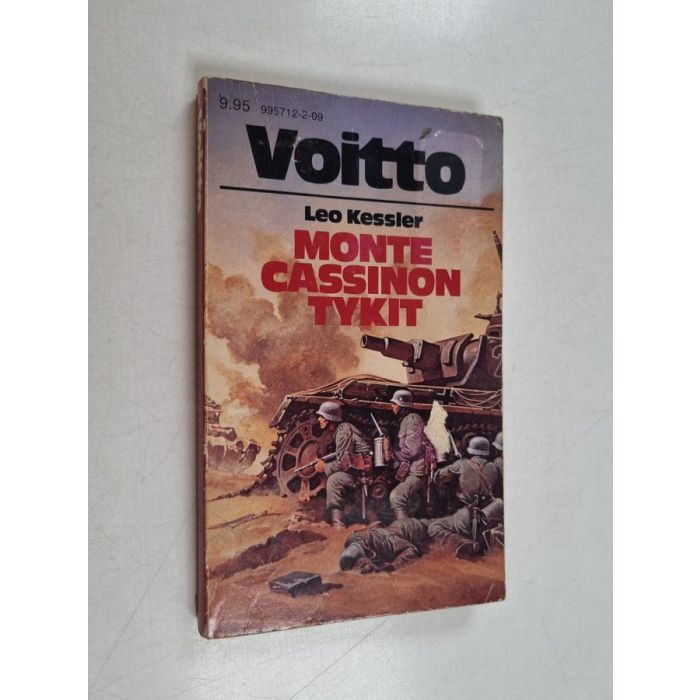 9.95 995712-2-09
Voitto
Leo Kessler
MONTE
CASSINON
TYKIT